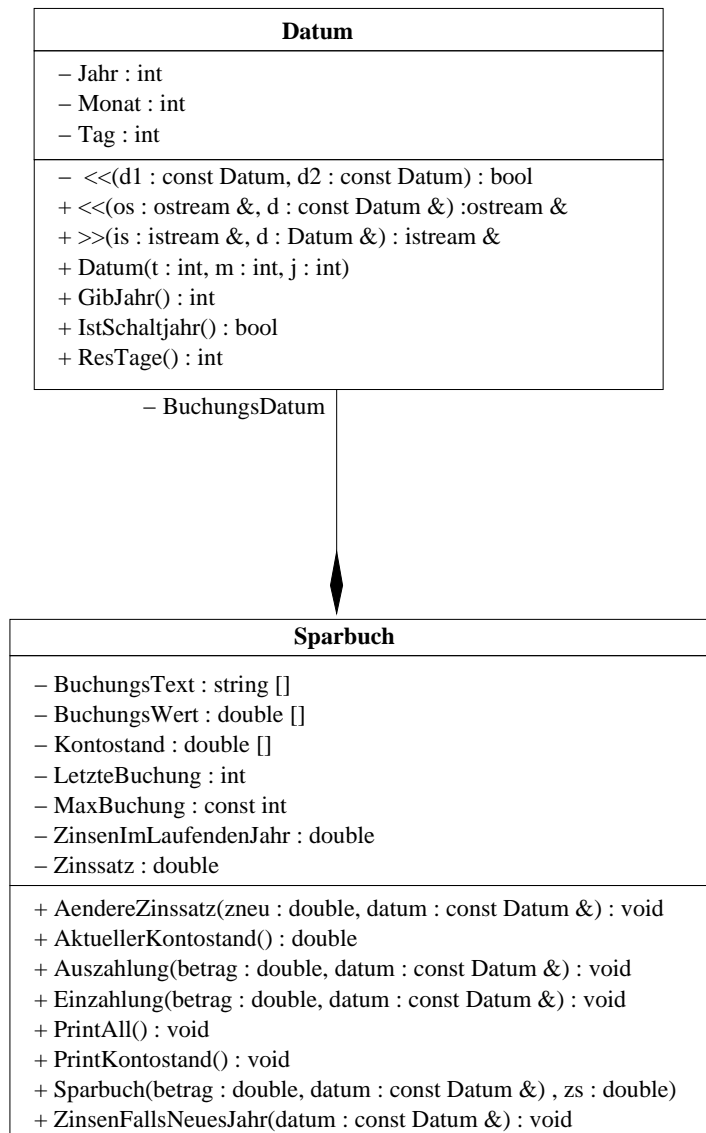 Datum
− Jahr : int
− Monat : int
− Tag : int
− <<(d1 : const Datum, d2 : const Datum) : bool
+ <<(os : ostream &, d : const Datum &) :ostream &
+ >>(is : istream &, d : Datum &) : istream &
+ Datum(t : int, m : int, j : int)
+ GibJahr() : int
+ IstSchaltjahr() : bool
+ ResTage() : int
− BuchungsDatum
Sparbuch
− BuchungsText : string []
− BuchungsWert : double []
− Kontostand : double []
− LetzteBuchung : int
− MaxBuchung : const int
− ZinsenImLaufendenJahr : double
− Zinssatz : double
+ AendereZinssatz(zneu : double, datum : const Datum &) : void
+ AktuellerKontostand() : double
+ Auszahlung(betrag : double, datum : const Datum &) : void
+ Einzahlung(betrag : double, datum : const Datum &) : void
+ PrintAll() : void
+ PrintKontostand() : void
+ Sparbuch(betrag : double, datum : const Datum &) , zs : double)
+ ZinsenFallsNeuesJahr(datum : const Datum &) : void